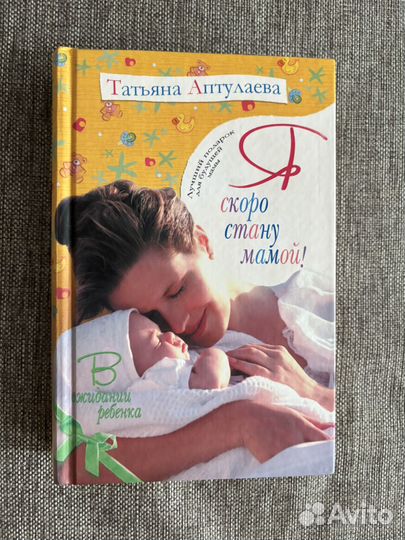 Татьяна Аптулаева
Лучший подарок
для будущей
мамы
Я
скоро
стану
мамой!
В
ожидании
ребенка
Avito